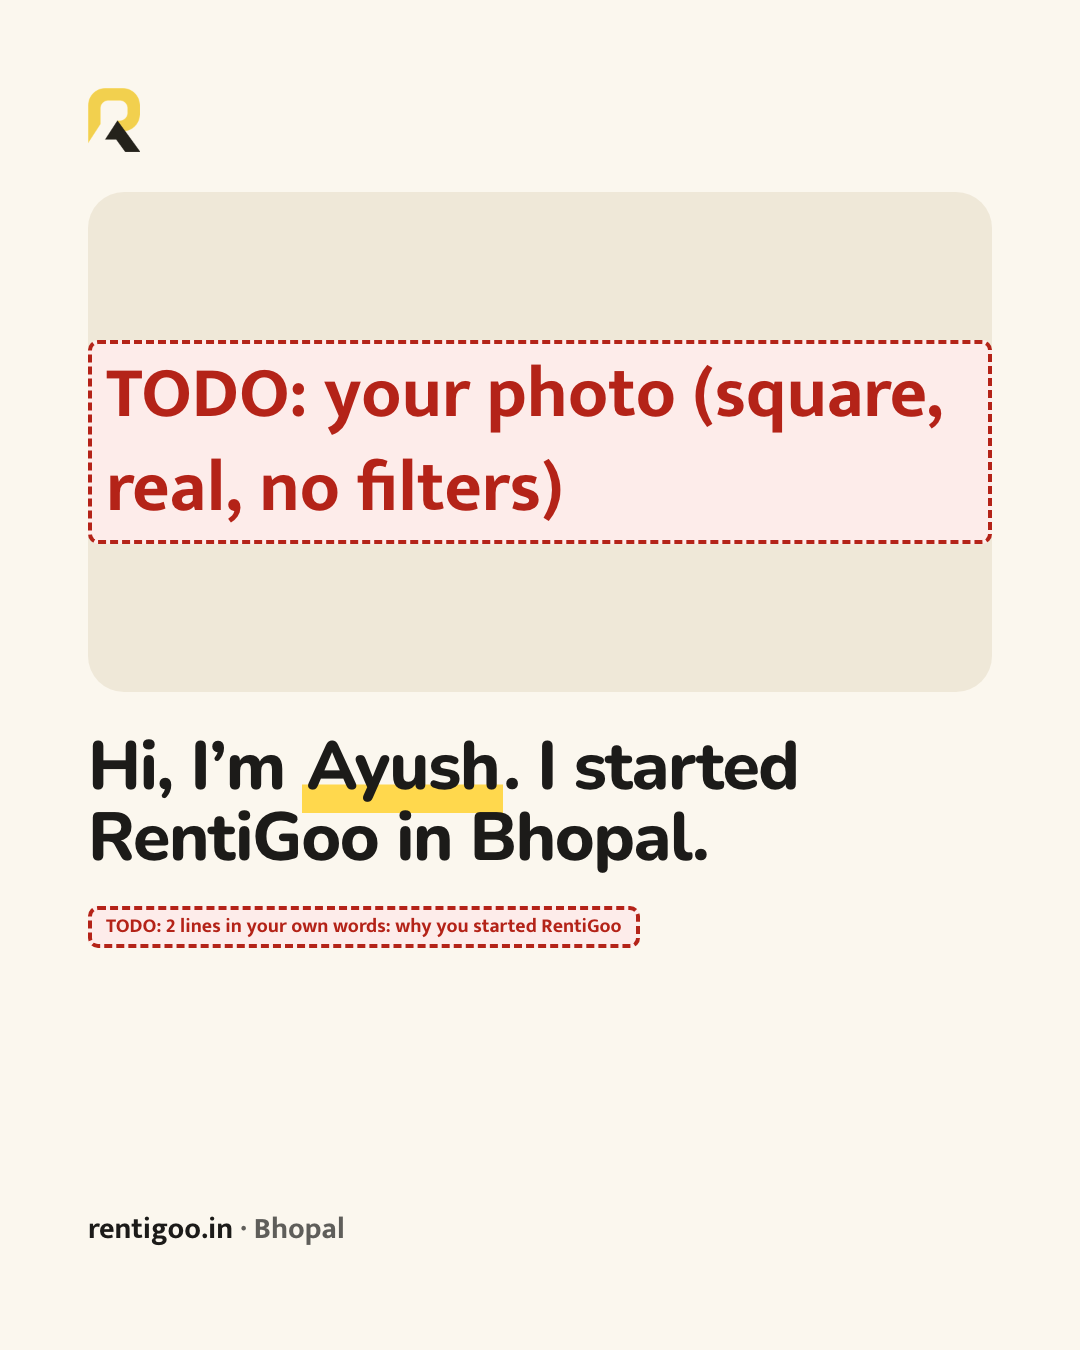 TODO: your photo (square,
real, no filters)
Hi, I’m Ayush. I started
RentiGoo in Bhopal.
TODO: 2 lines in your own words: why you started RentiGoo
rentigoo.in · Bhopal